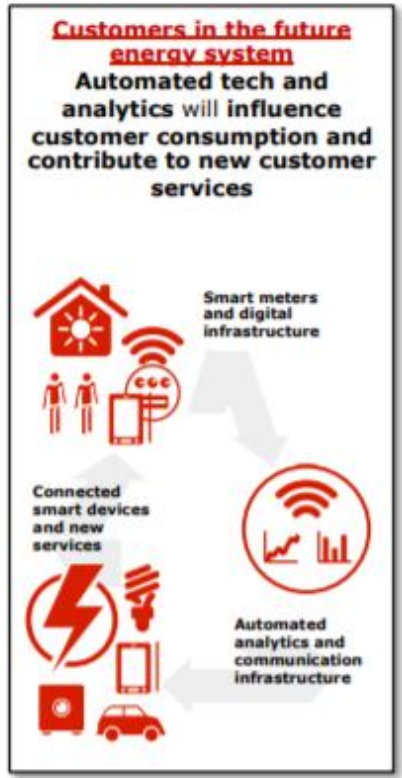 Customers in the future
energy system
Automated tech and
analytics will influence
customer consumption and
contribute to new customer
services
Smart meters
and digital
infrastructure
Connected
smart devices
and new
services
Automated
analytics and
communication
infrastructure